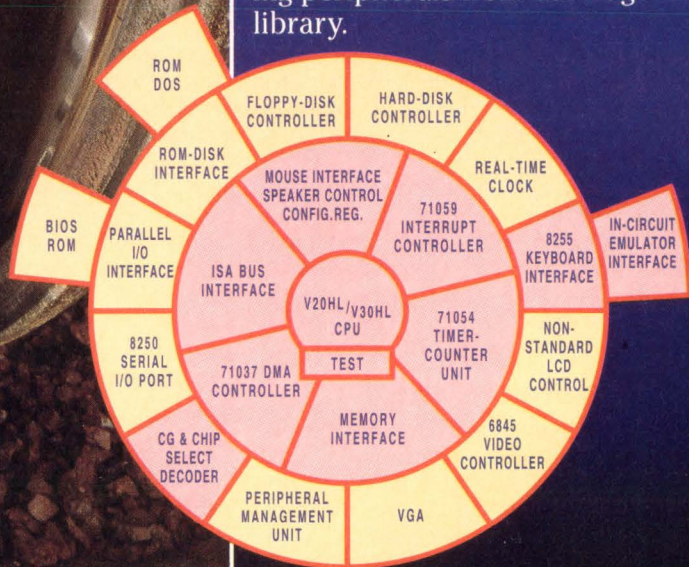 library.
ROM
DOS
FLOPPY-DISK
CONTROLLER
HARD-DISK
CONTROLLER
ROM-DISK
INTERFACE
MOUSE INTERFACE
SPEAKER CONTROL
CONFIG.REG.
REAL-TIME
CLOCK
71059
INTERRUPT
CONTROLLER
BIOS
ROM
PARALLEL
I/O
INTERFACE
ISA BUS
INTERFACE
8255
KEYBOARD
INTERFACE
IN-CIRCUIT
EMULATOR
INTERFACE
V20HL/V30HL
CPU
TEST
71054
TIMER-
COUNTER
UNIT
NON-
STANDARD
LCD
CONTROL
8250
SERIAL
I/O PORT
71037 DMA
CONTROLLER
MEMORY
INTERFACE
6845
VIDEO
CONTROLLER
CG & CHIP
SELECT
DECODER
PERIPHERAL
MANAGEMENT
UNIT
VGA